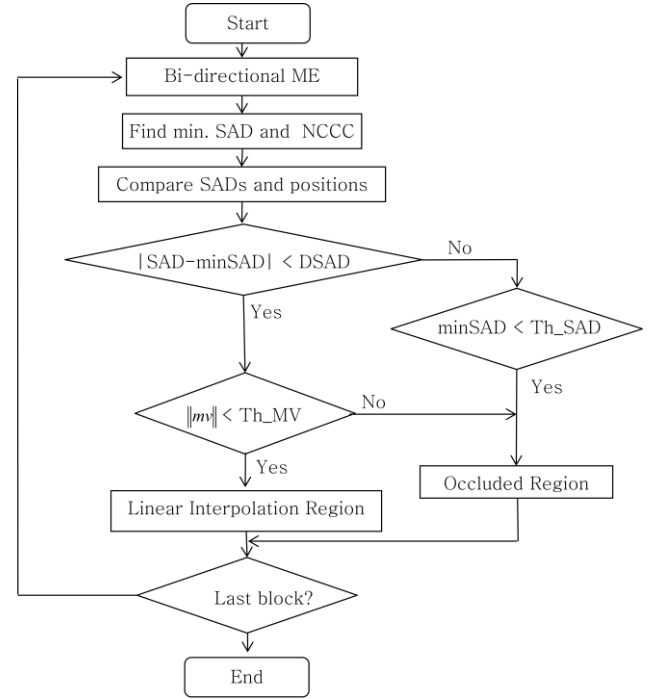 Start
Bi-directional ME
Find min. SAD and NCCC
Compare SADs and positions
|SAD-minSAD| < DSAD
No
Yes
minSAD < Th_SAD
Yes
‖mv‖ < Th_MV
No
Yes
Occluded Region
Linear Interpolation Region
Last block?
End